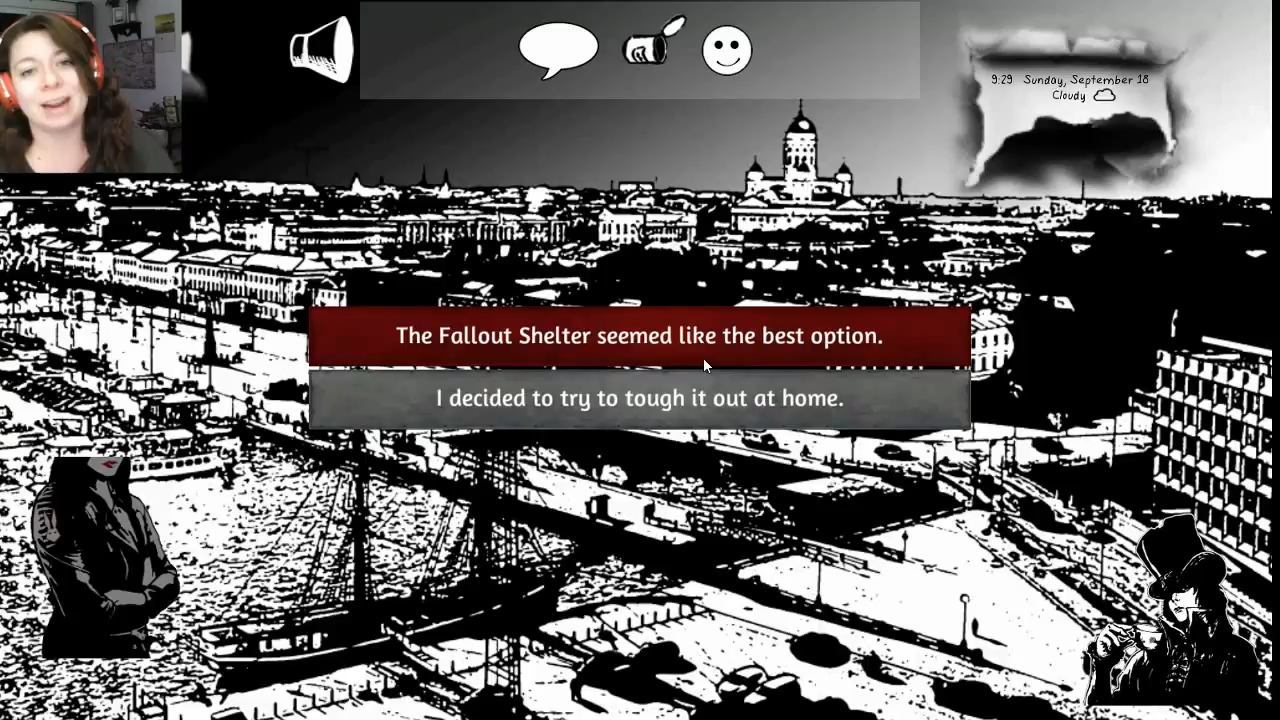 9:29 Sunday, September 18
Cloudy
The Fallout Shelter seemed like the best option.
I decided to try to tough it out at home.